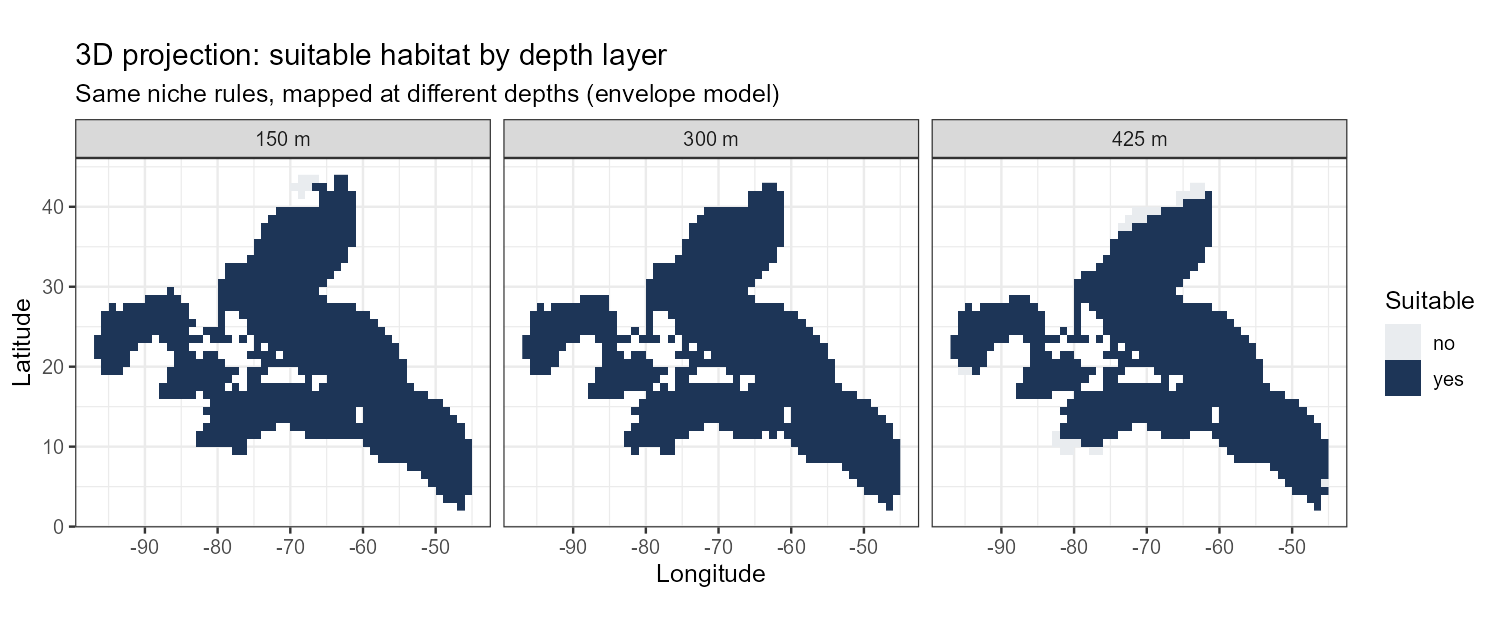 3D projection: suitable habitat by depth layer
Same niche rules, mapped at different depths (envelope model)
150 m
300 m
425 m
Latitude
40
30
20
10
0
-90 -80 -70 -60 -50
-90 -80 -70 -60 -50
-90 -80 -70 -60 -50
Longitude
Suitable
no
yes